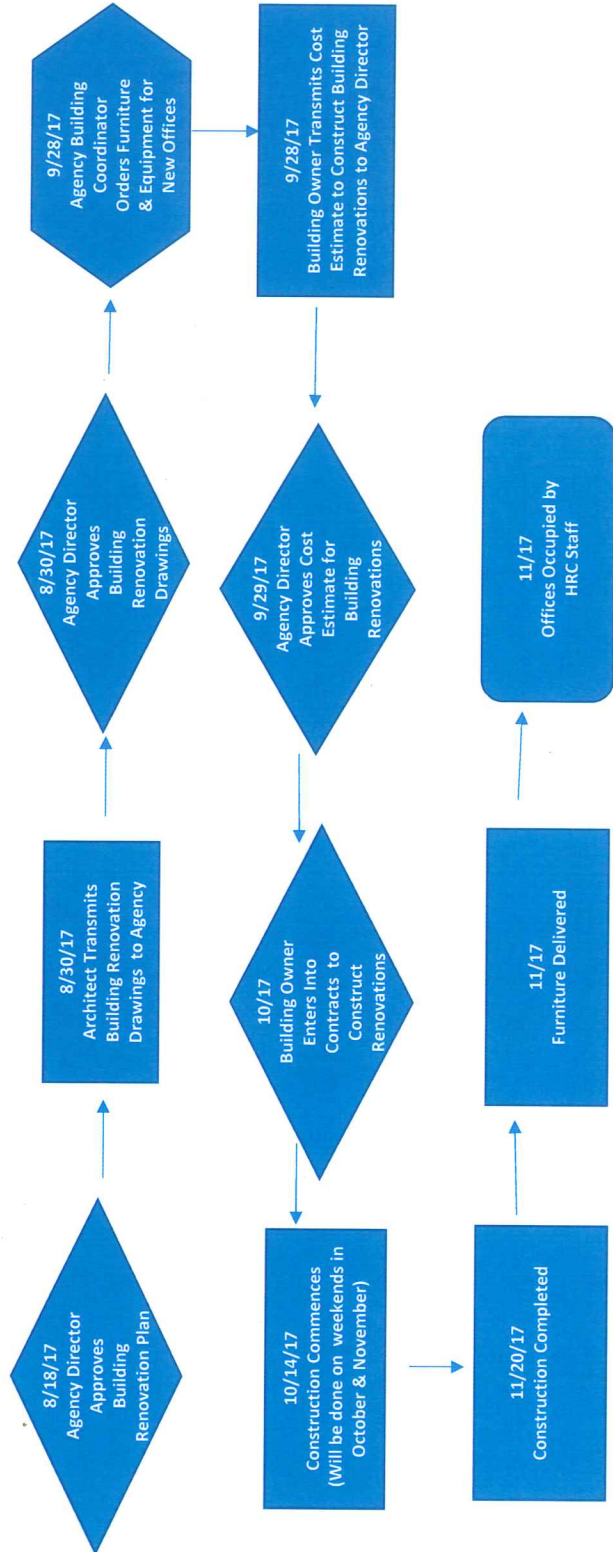 8/18/17
Agency Director
Approves
Building
Renovation Plan
8/30/17
Architect Transmits
Building Renovation
Drawings to Agency
8/30/17
Agency Director
Approves
Building
Renovation
Drawings
9/28/17
Agency Building
Coordinator
Orders Furniture
& Equipment for
New Offices
9/28/17
Building Owner Transmits Cost
Estimate to Construct Building
Renovations to Agency Director
9/29/17
Agency Director
Approves Cost
Estimate for
Building
Renovations
10/17
Building Owner
Enters Into
Contracts to
Construct
Renovations
10/14/17
Construction Commences
(Will be done on weekends in
October & November)
11/20/17
Construction Completed
11/17
Furniture Delivered
11/17
Offices Occupied by
HRC Staff